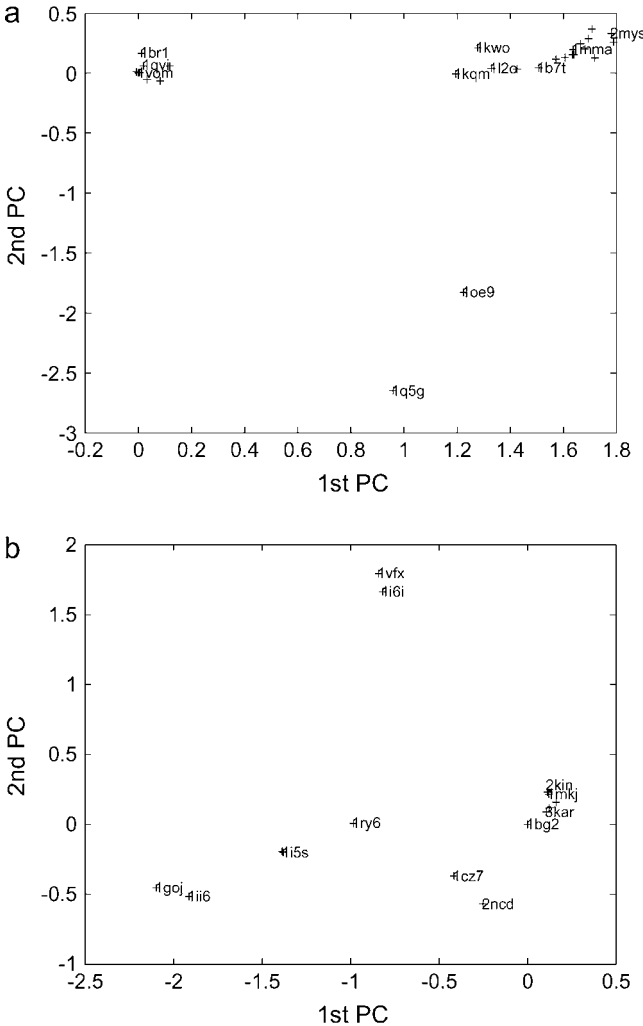 a
0.5
1br1
1kwo
2mys
1mma
1vom
1kqm
1l2o
1b7t
0
-0.5
-1
2nd PC
-1.5
1oe9
-2
-2.5
1q5g
-3
-0.2 0 0.2 0.4 0.6 0.8 1 1.2 1.4 1.6 1.8
1st PC
b
2
1vfx
1i6i
1.5
1
2nd PC
0.5
2kin
1mkj
3kar
0
1ry6
1bg2
1i5s
1cz7
1goj
1ii6
-0.5
2ncd
-1
-2.5 -2 -1.5 -1 -0.5 0 0.5
1st PC